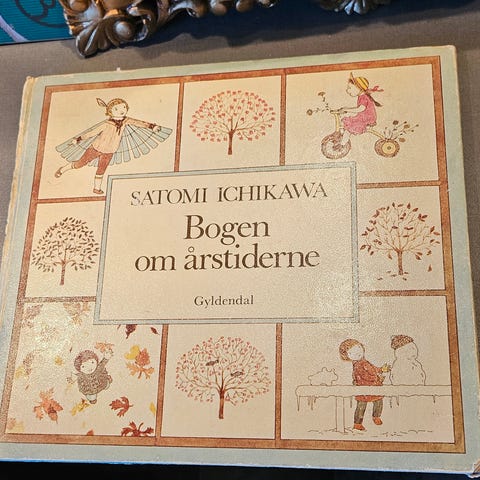 SATOMI ICHIKAWA
Bogen
om årstiderne
Gyldendal